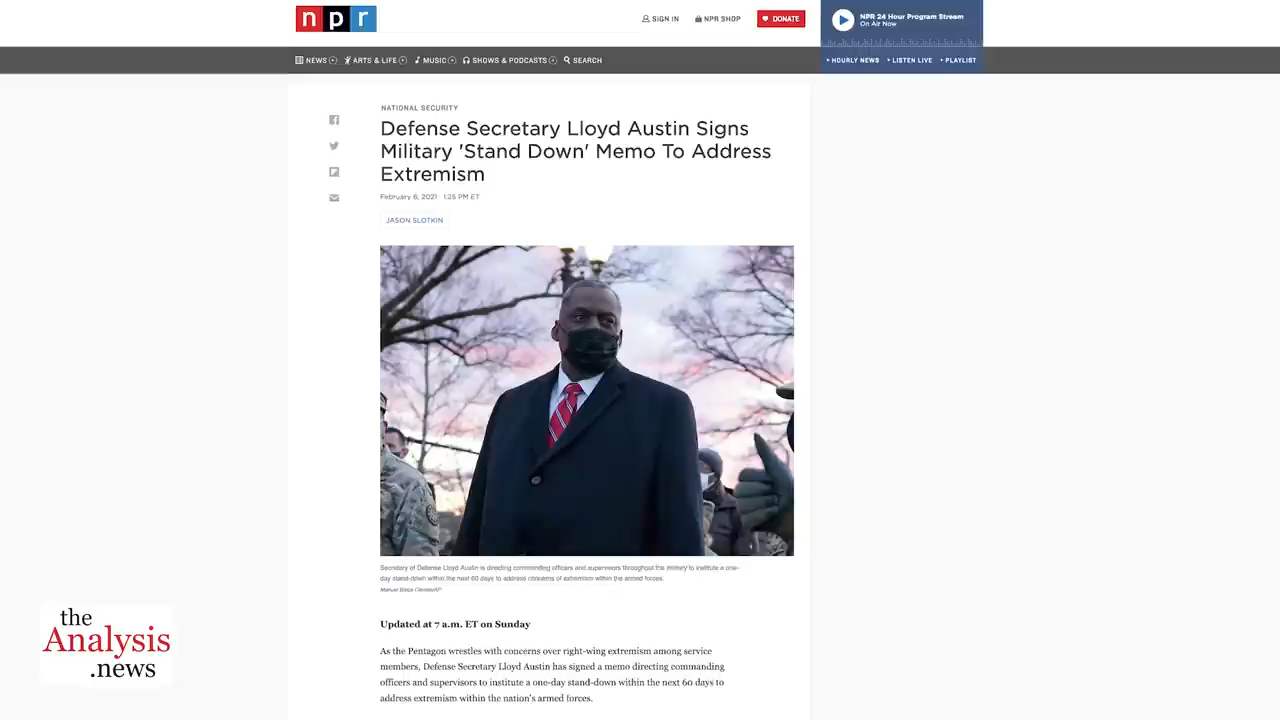 npr
SIGN IN
NPR SHOP
DONATE
NPR 24 Hour Program Stream
On Air Now
NEWS
ARTS & LIFE
MUSIC
SHOWS & PODCASTS
SEARCH
HOURLY NEWS
LISTEN LIVE
PLAYLIST
NATIONAL SECURITY
Defense Secretary Lloyd Austin Signs
Military 'Stand Down' Memo To Address
Extremism
February 6, 2021 · 1:25 PM ET
JASON SLOTKIN
Secretary of Defense Lloyd Austin is directing commanding officers and supervisors throughout the military to institute a one-
day stand-down within the next 60 days to address concerns of extremism within the armed forces.
Updated at 7 a.m. ET on Sunday
As the Pentagon wrestles with concerns over right-wing extremism among service
members, Defense Secretary Lloyd Austin has signed a memo directing commanding
officers and supervisors to institute a one-day stand-down within the next 60 days to
address extremism within the nation's armed forces.
the
Analysis
.news